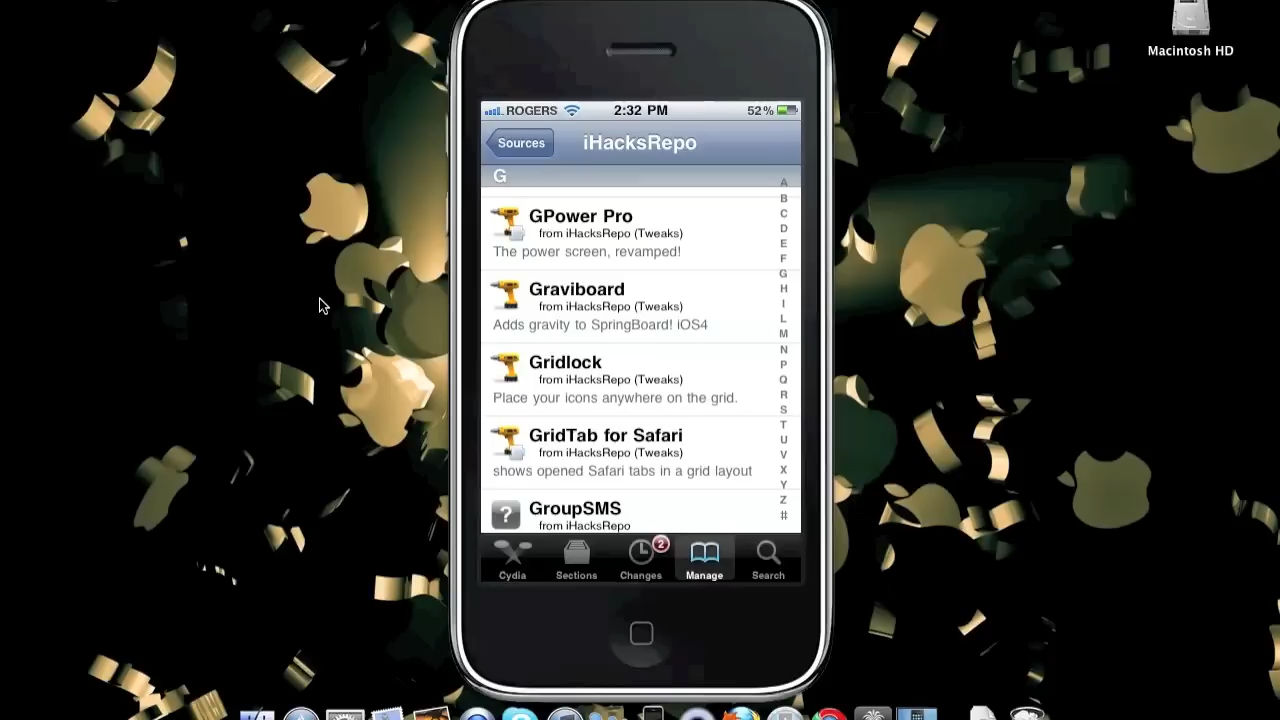 Macintosh HD
ROGERS 2:32 PM 52%
Sources iHacksRepo
G
GPower Pro
from iHacksRepo (Tweaks)
The power screen, revamped!
Graviboard
from iHacksRepo (Tweaks)
Adds gravity to SpringBoard! iOS4
Gridlock
from iHacksRepo (Tweaks)
Place your icons anywhere on the grid.
GridTab for Safari
from iHacksRepo (Tweaks)
shows opened Safari tabs in a grid layout
?
GroupSMS
from iHacksRepo
A
B
C
D
E
F
G
H
I
L
M
N
P
Q
R
S
T
U
V
X
Y
Z
#
2
Cydia Sections Changes Manage Search